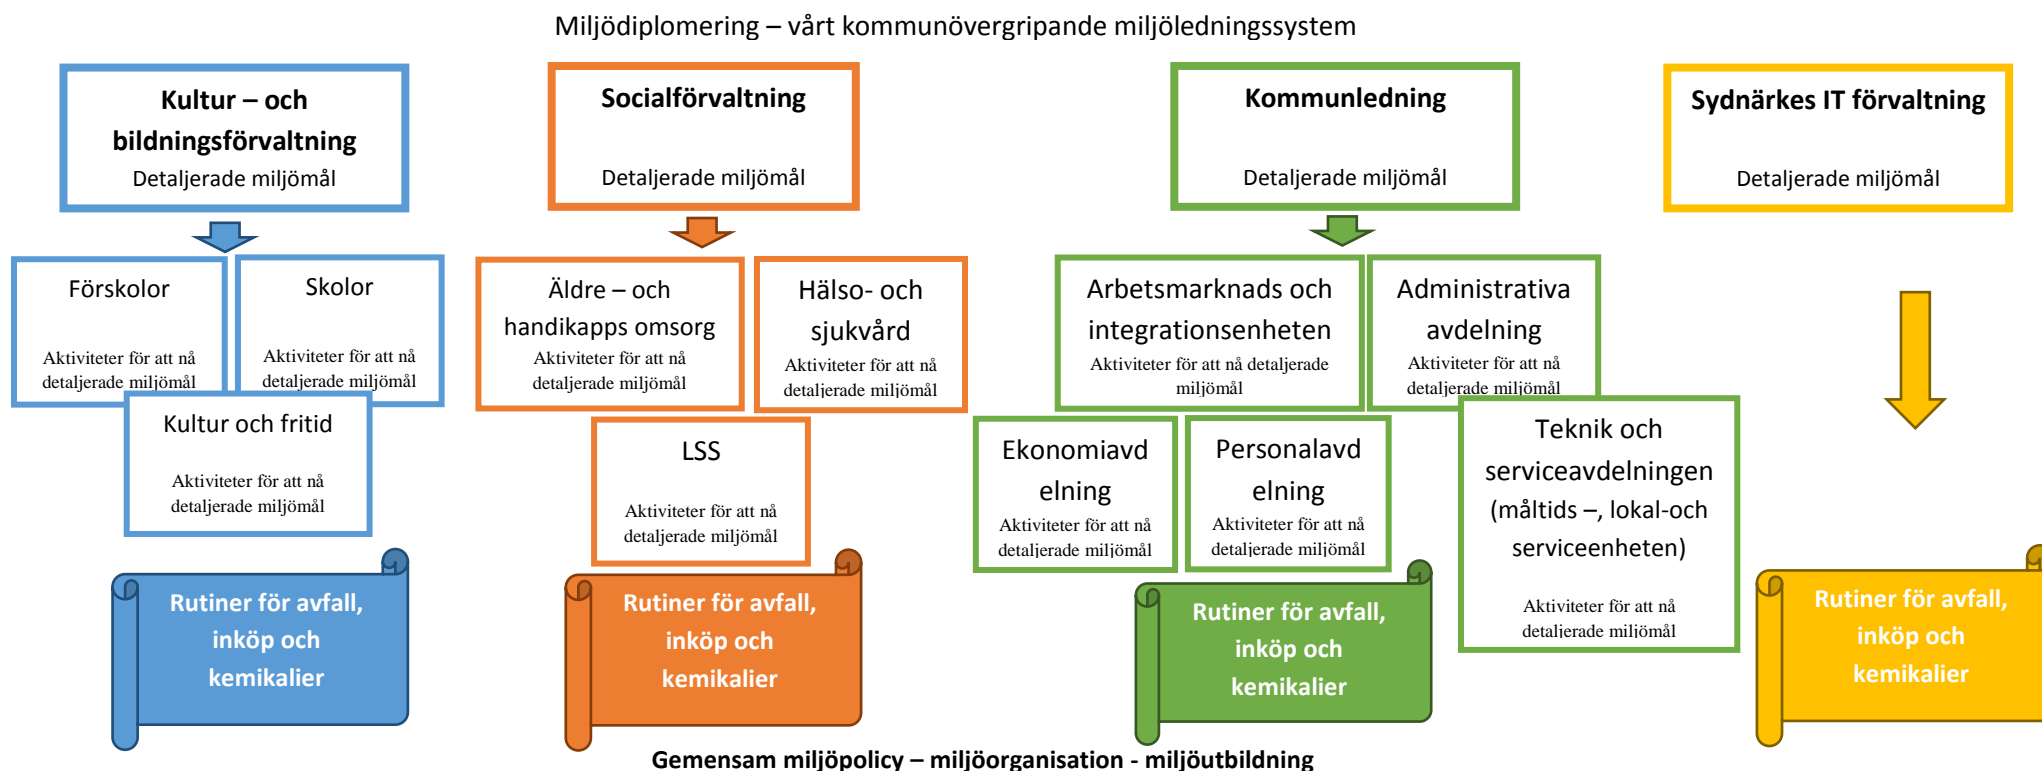 Miljödiplomering – vårt kommunövergripande miljöledningssystem
Kultur – och
bildningsförvaltning
Detaljerade miljömål
Socialförvaltning
Detaljerade miljömål
Kommunledning
Detaljerade miljömål
Sydnärkes IT förvaltning
Detaljerade miljömål
Förskolor
Aktiviteter för att nå
detaljerade miljömål
Skolor
Aktiviteter för att nå
detaljerade miljömål
Kultur och fritid
Aktiviteter för att nå
detaljerade miljömål
Äldre – och
handikapps omsorg
Aktiviteter för att nå
detaljerade miljömål
Hälso- och
sjukvård
Aktiviteter för att nå
detaljerade miljömål
LSS
Aktiviteter för att nå
detaljerade miljömål
Arbetsmarknads och
integrationsenheten
Aktiviteter för att nå detaljerade
miljömål
Administrativa
avdelning
Aktiviteter för att nå
detaljerade miljömål
Ekonomiavd
elning
Aktiviteter för att nå
detaljerade miljömål
Personalavd
elning
Aktiviteter för att nå
detaljerade miljömål
Teknik och
serviceavdelningen
(måltids –, lokal-och
serviceenheten)
Aktiviteter för att nå
detaljerade miljömål
Rutiner för avfall,
inköp och
kemikalier
Rutiner för avfall,
inköp och
kemikalier
Rutiner för avfall,
inköp och
kemikalier
Rutiner för avfall,
inköp och
kemikalier
Gemensam miljöpolicy – miljöorganisation - miljöutbildning